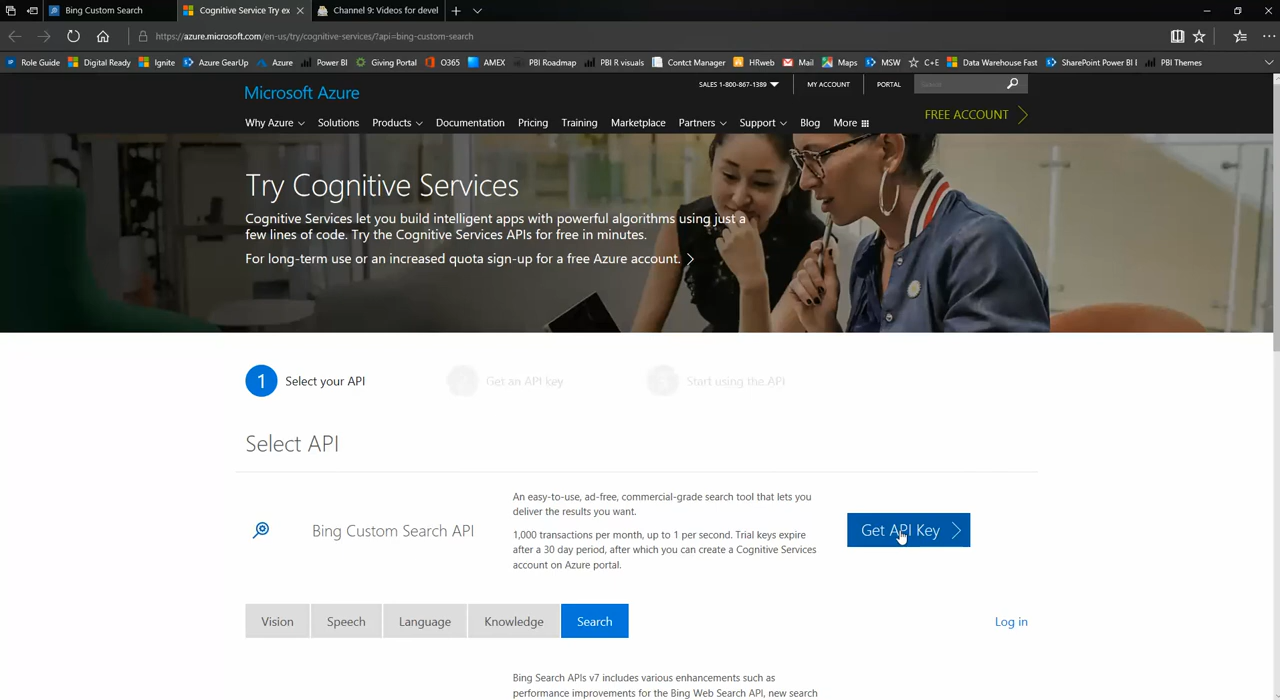 Bing Custom Search
Cognitive Service Try ex
Channel 9: Videos for devel
https://azure.microsoft.com/en-us/try/cognitive-services/?api=bing-custom-search
Role Guide Digital Ready Ignite Azure GearUp Azure Power BI Giving Portal O365 AMEX PBI Roadmap PBI R visuals Contct Manager HRweb Mail Maps MSW C+E Data Warehouse Fast SharePoint Power BI PBI Themes
Microsoft Azure
SALES 1-800-867-1389 MY ACCOUNT PORTAL Search
Why Azure Solutions Products Documentation Pricing Training Marketplace Partners Support Blog More
FREE ACCOUNT
Try Cognitive Services
Cognitive Services let you build intelligent apps with powerful algorithms using just a
few lines of code. Try the Cognitive Services APIs for free in minutes.
For long-term use or an increased quota sign-up for a free Azure account.
1 Select your API 2 Get an API key 3 Start using the API
Select API
Bing Custom Search API
An easy-to-use, ad-free, commercial-grade search tool that lets you
deliver the results you want.
1,000 transactions per month, up to 1 per second. Trial keys expire
after a 30 day period, after which you can create a Cognitive Services
account on Azure portal.
Get API Key
Vision Speech Language Knowledge Search
Log in
Bing Search APIs v7 includes various enhancements such as
performance improvements for the Bing Web Search API, new search